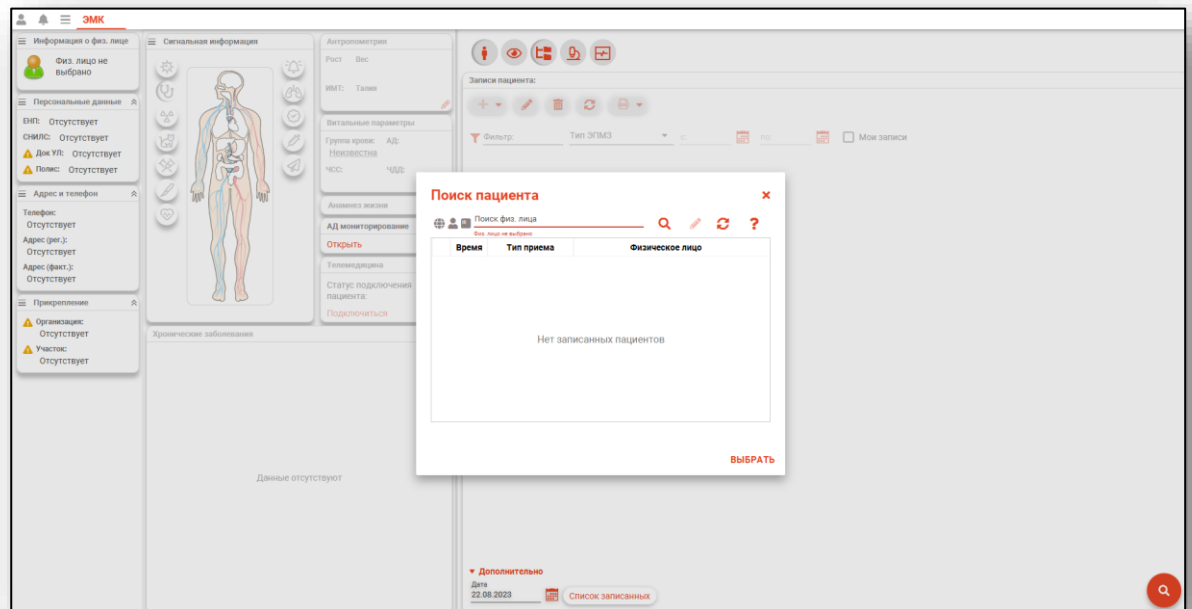 ЭМК
Информация о физ. лице
Физ. лицо не
выбрано
Персональные данные
ЕНП: Отсутствует
СНИЛС: Отсутствует
Док УЛ: Отсутствует
Полис: Отсутствует
Адрес и телефон
Телефон:
Отсутствует
Адрес (рег.):
Отсутствует
Адрес (факт.):
Отсутствует
Прикрепление
Организация:
Отсутствует
Участок:
Отсутствует
Сигнальная информация
Антропометрия
Рост Вес
ИМТ: Талия
Витальные параметры
Группа крови: АД:
Неизвестна
ЧСС: ЧДД:
Анамнез жизни
АД мониторирование
Открыть
Телемедицина
Статус подключения
пациента:
Подключиться
Хронические заболевания
Данные отсутствуют
Записи пациента:
Фильтр: Тип ЭПМЗ с: по: Мои записи
Поиск пациента
Поиск физ. лица
Физ. лицо не выбрано
?
Время Тип приема Физическое лицо
Нет записанных пациентов
ВЫБРАТЬ
Дополнительно
Дата
22.08.2023 Список записанных